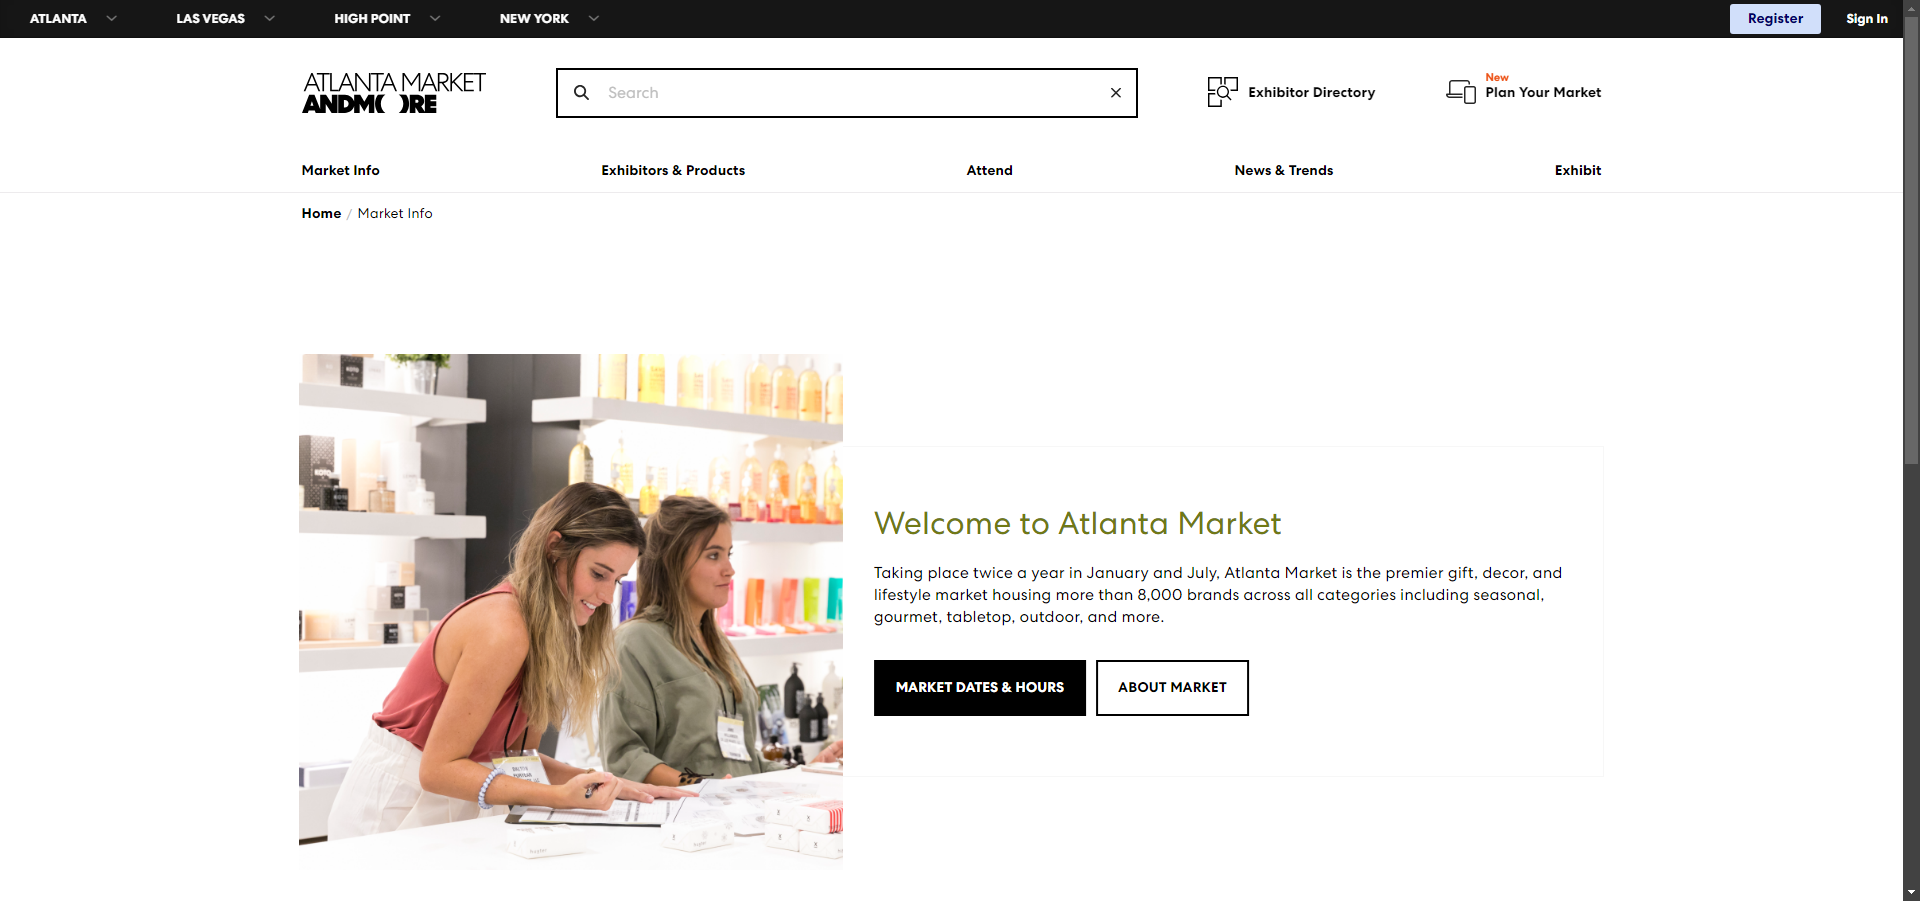 ATLANTA LAS VEGAS HIGH POINT NEW YORK Register Sign In
ATLANTA MARKET
ANDMORE
Search
Exhibitor Directory
New
Plan Your Market
Market Info Exhibitors & Products Attend News & Trends Exhibit
Home / Market Info
KOTO
KOTO
Welcome to Atlanta Market
Taking place twice a year in January and July, Atlanta Market is the premier gift, decor, and
lifestyle market housing more than 8,000 brands across all categories including seasonal,
gourmet, tabletop, outdoor, and more.
MARKET DATES & HOURS ABOUT MARKET